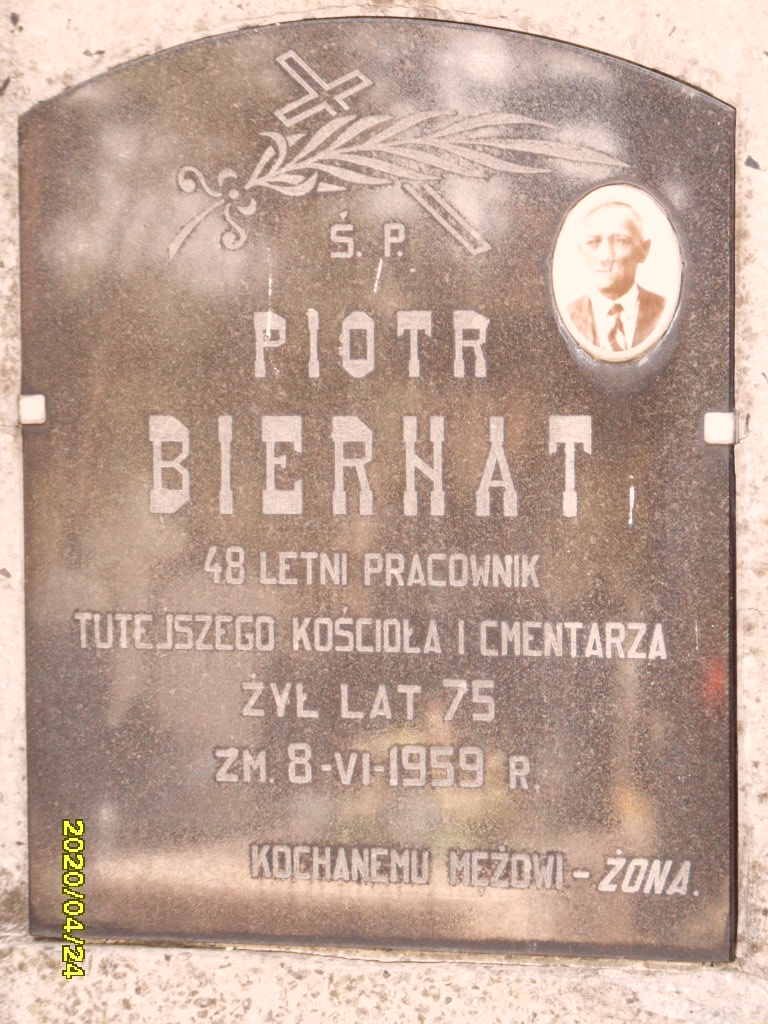 Ś. P.
PIOTR
BIERNAT
48 LETNI PRACOWNIK
TUTEJSZEGO KOŚCIOŁA I CMENTARZA
ŻYŁ LAT 75
ZM. 8-VI-1959 R.
KOCHANEMU MĘŻOWI - ŻONA.
2020/04/24